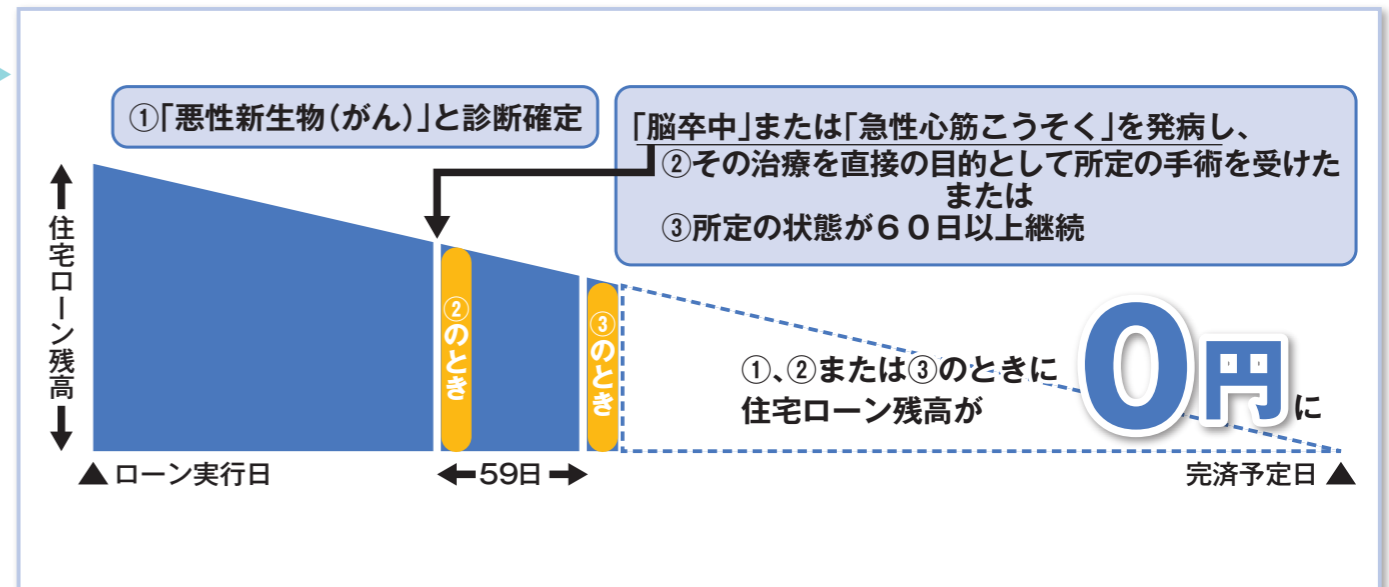 ①「悪性新生物(がん)」と診断確定
「脳卒中」または「急性心筋こうそく」を発病し、
②その治療を直接の目的として所定の手術を受けた
または
③所定の状態が60日以上継続
住宅ローン残高
②のとき
③のとき
①、②または③のときに
住宅ローン残高が
0円に
▲ ローン実行日
59日
完済予定日 ▲